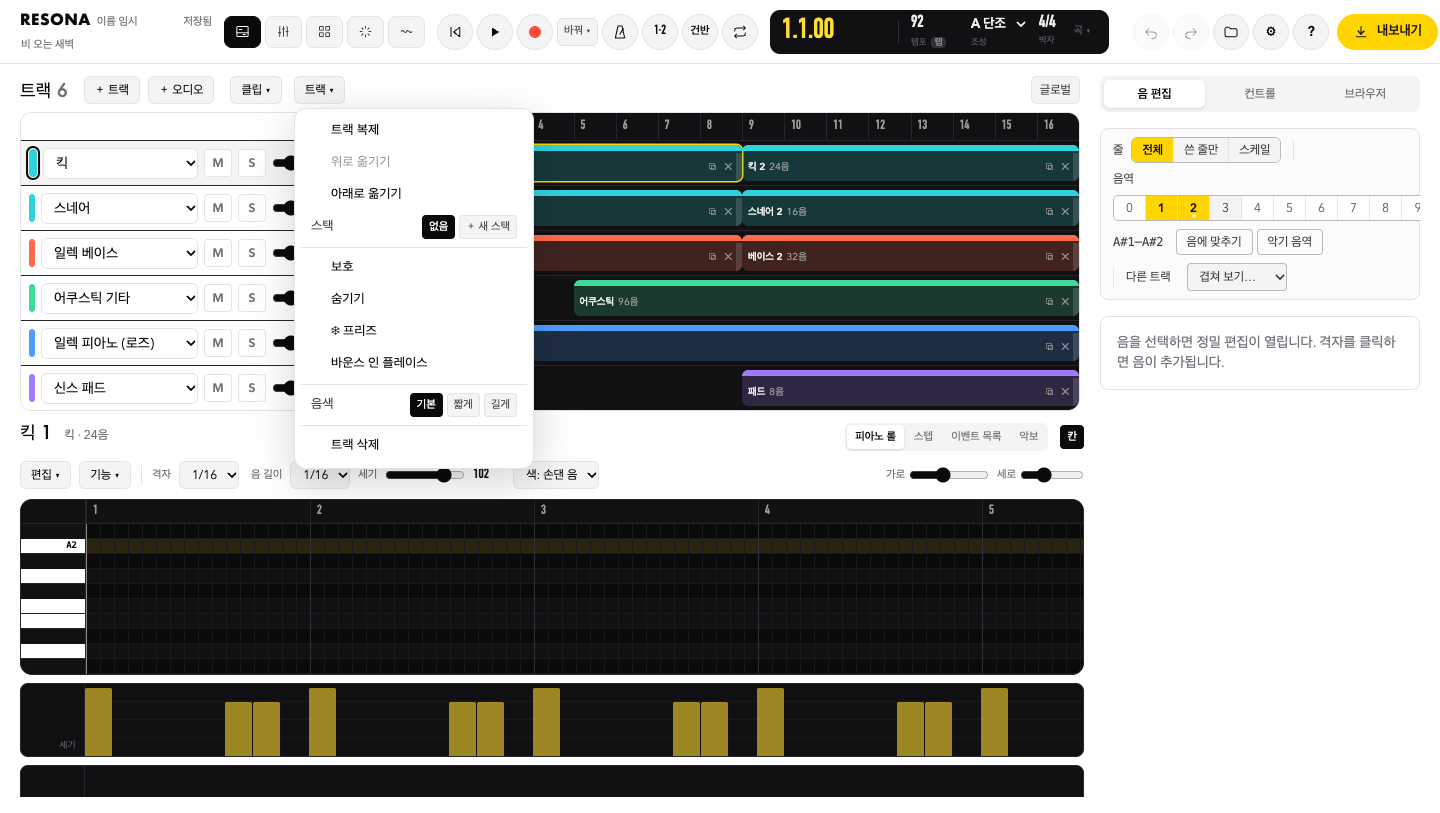 RESONA 이름 임시 저장됨
비 오는 새벽
바꿔 ▾
1·2
건반
1.1.00
92
템포 탭
A 단조
조성
4/4
박자
곡 ▾
?
내보내기
트랙 6
+ 트랙
+ 오디오
클립 ▾
트랙 ▾
글로벌
음 편집
컨트롤
브라우저
트랙 복제
위로 옮기기
아래로 옮기기
스택 없음 + 새 스택
보호
숨기기
❄ 프리즈
바운스 인 플레이스
음색 기본 짧게 길게
트랙 삭제
4 5 6 7 8 9 10 11 12 13 14 15 16
킥 M S
킥 2 24음
스네어 M S
스네어 2 16음
일렉 베이스 M S
베이스 2 32음
어쿠스틱 기타 M S
어쿠스틱 96음
일렉 피아노 (로즈) M S
신스 패드 M S
패드 8음
줄 전체 쓴 줄만 스케일
음역
0 1 2 3 4 5 6 7 8 9
A#1–A#2 음에 맞추기 악기 음역
다른 트랙 겹쳐 보기…
음을 선택하면 정밀 편집이 열립니다. 격자를 클릭하
면 음이 추가됩니다.
킥 1 킥 · 24음
피아노 롤 스텝 이벤트 목록 악보 칸
편집 ▾ 기능 ▾ 격자 1/16 음 길이 1/16 세기 102 색: 손댄 음 가로 세로
1 2 3 4 5
A2
세기